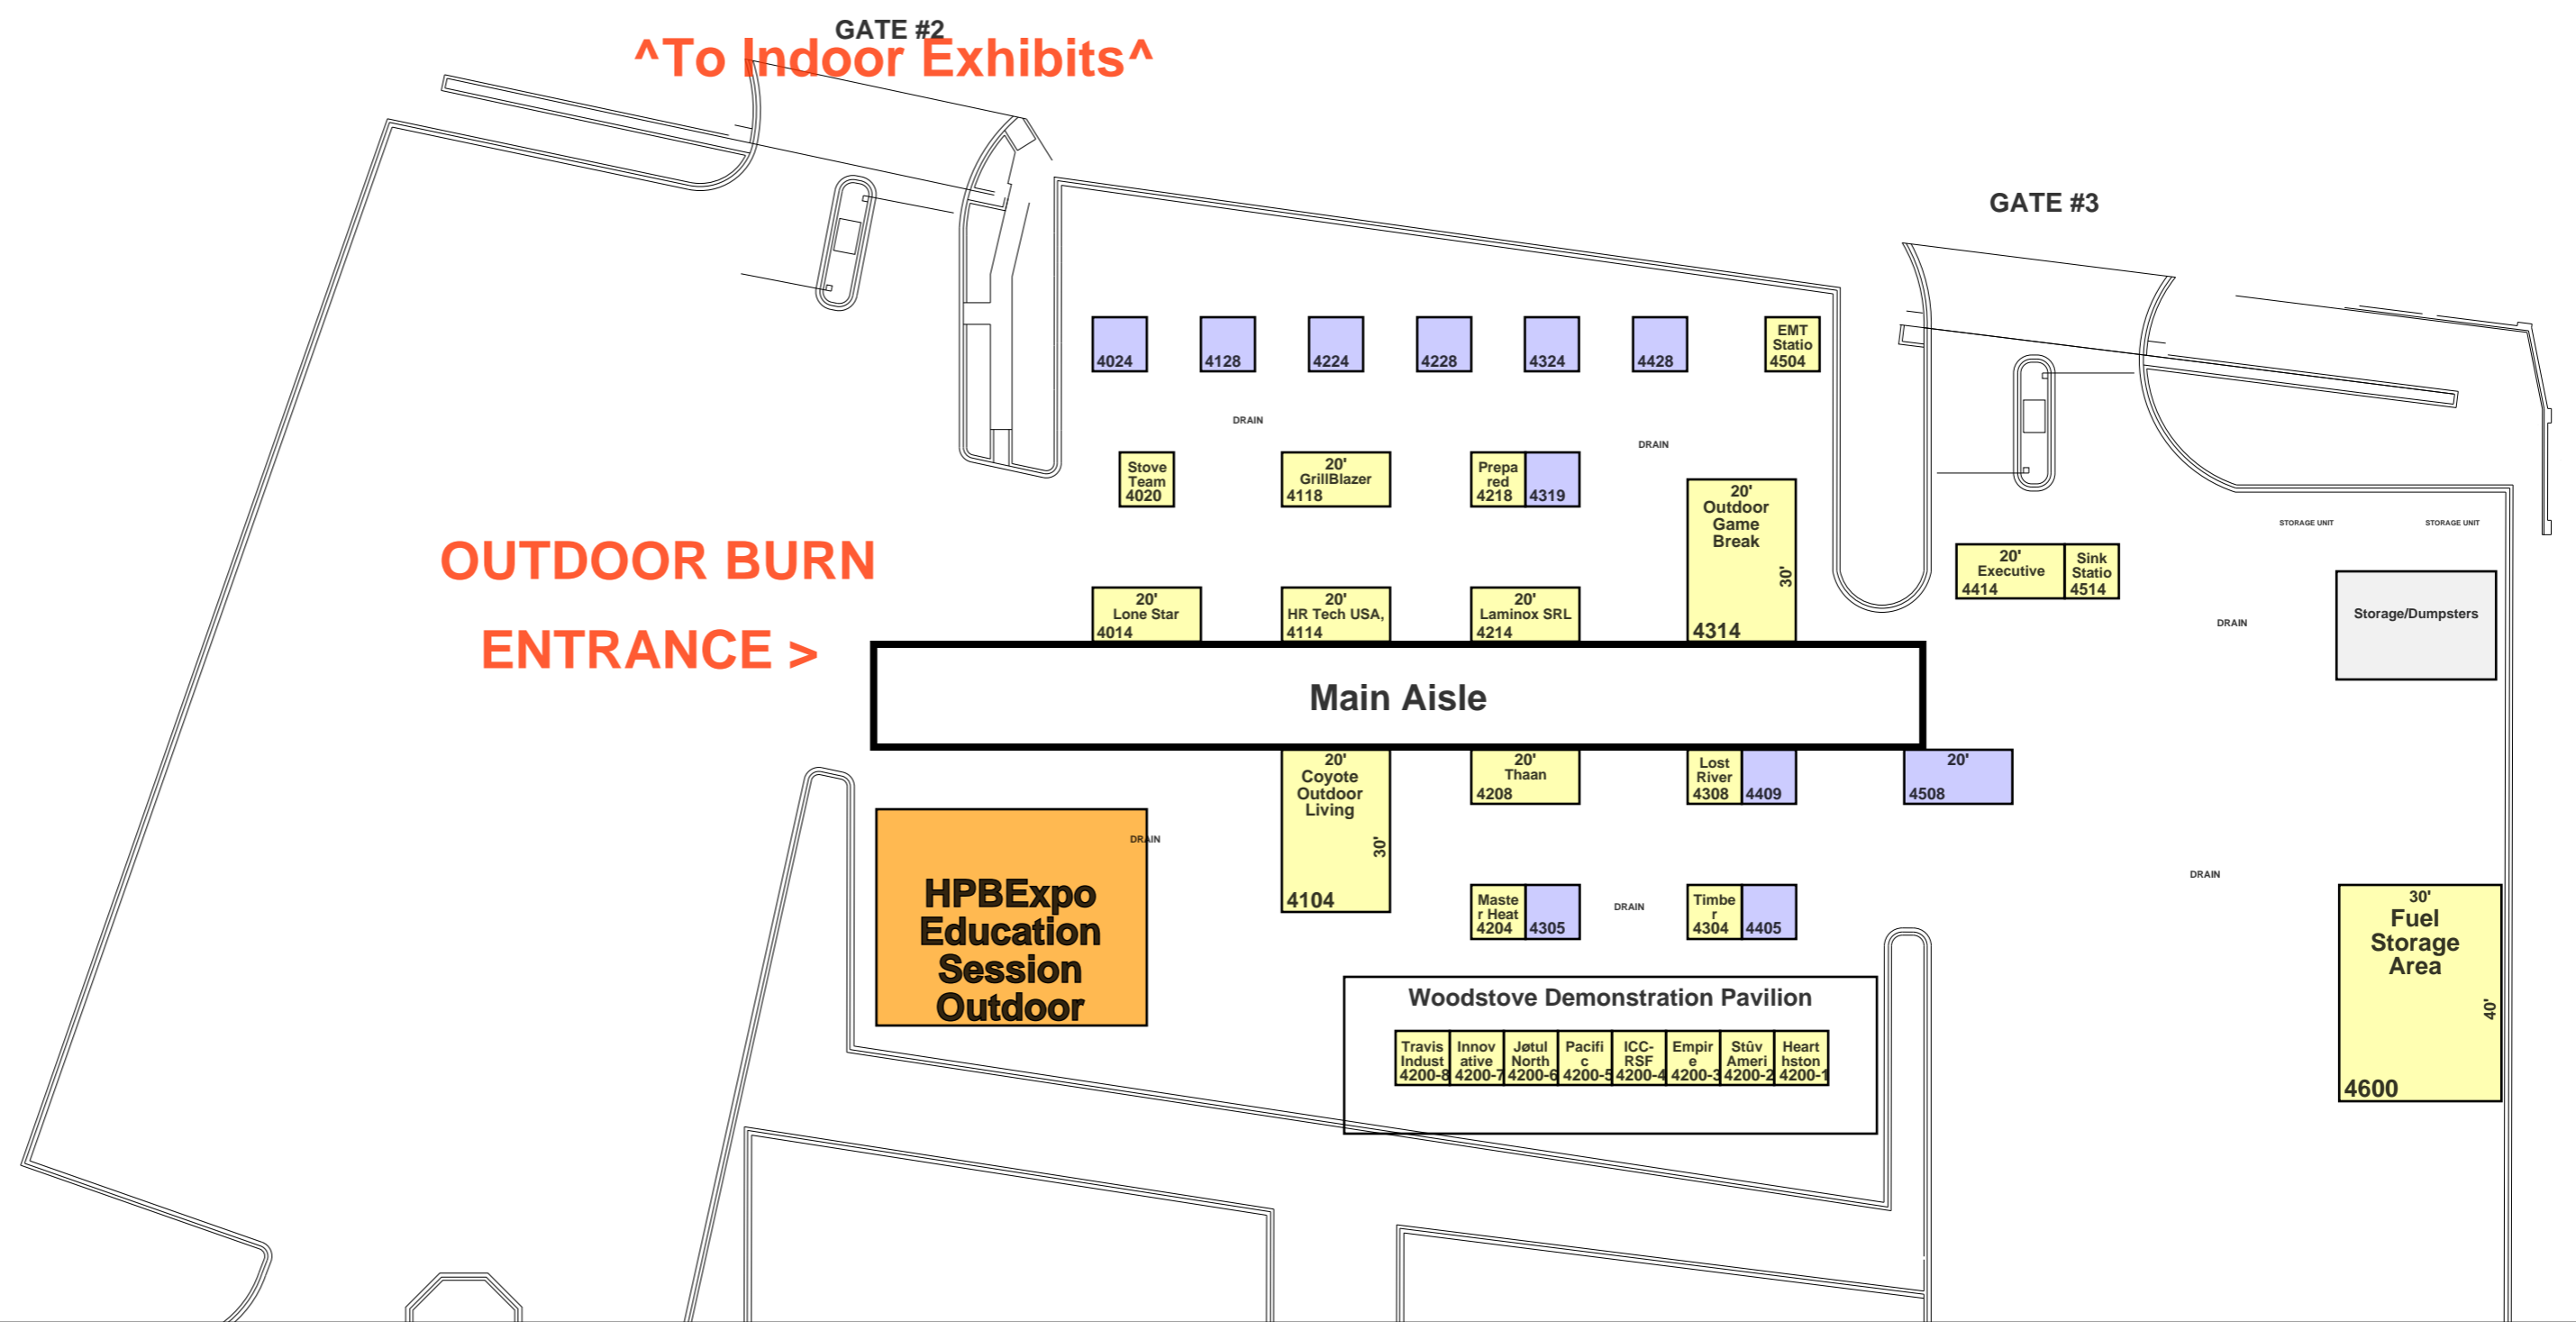 GATE #2
^To Indoor Exhibits^
GATE #3
4024
4128
4224
4228
4324
4428
EMT
Statio
4504
DRAIN
DRAIN
Stove
Team
4020
20'
GrillBlazer
4118
Prepa
red
4218
4319
20'
Outdoor
Game
Break
30'
4314
STORAGE UNIT
STORAGE UNIT
OUTDOOR BURN
ENTRANCE >
20'
Executive
4414
Sink
Statio
4514
Storage/Dumpsters
DRAIN
20'
Lone Star
4014
20'
HR Tech USA,
4114
20'
Laminox SRL
4214
Main Aisle
20'
Coyote
Outdoor
Living
30'
4104
20'
Thaan
4208
Lost
River
4308
4409
20'
4508
DRAIN
HPBExpo
Education
Session
Outdoor
Maste
r Heat
4204
4305
DRAIN
Timbe
r
4304
4405
DRAIN
30'
Fuel
Storage
Area
40'
4600
Woodstove Demonstration Pavilion
Travis
Indust
4200-8
Innov
ative
4200-7
Jøtul
North
4200-6
Pacifi
c
4200-5
ICC-
RSF
4200-4
Empir
e
4200-3
Stûv
Ameri
4200-2
Heart
hston
4200-1